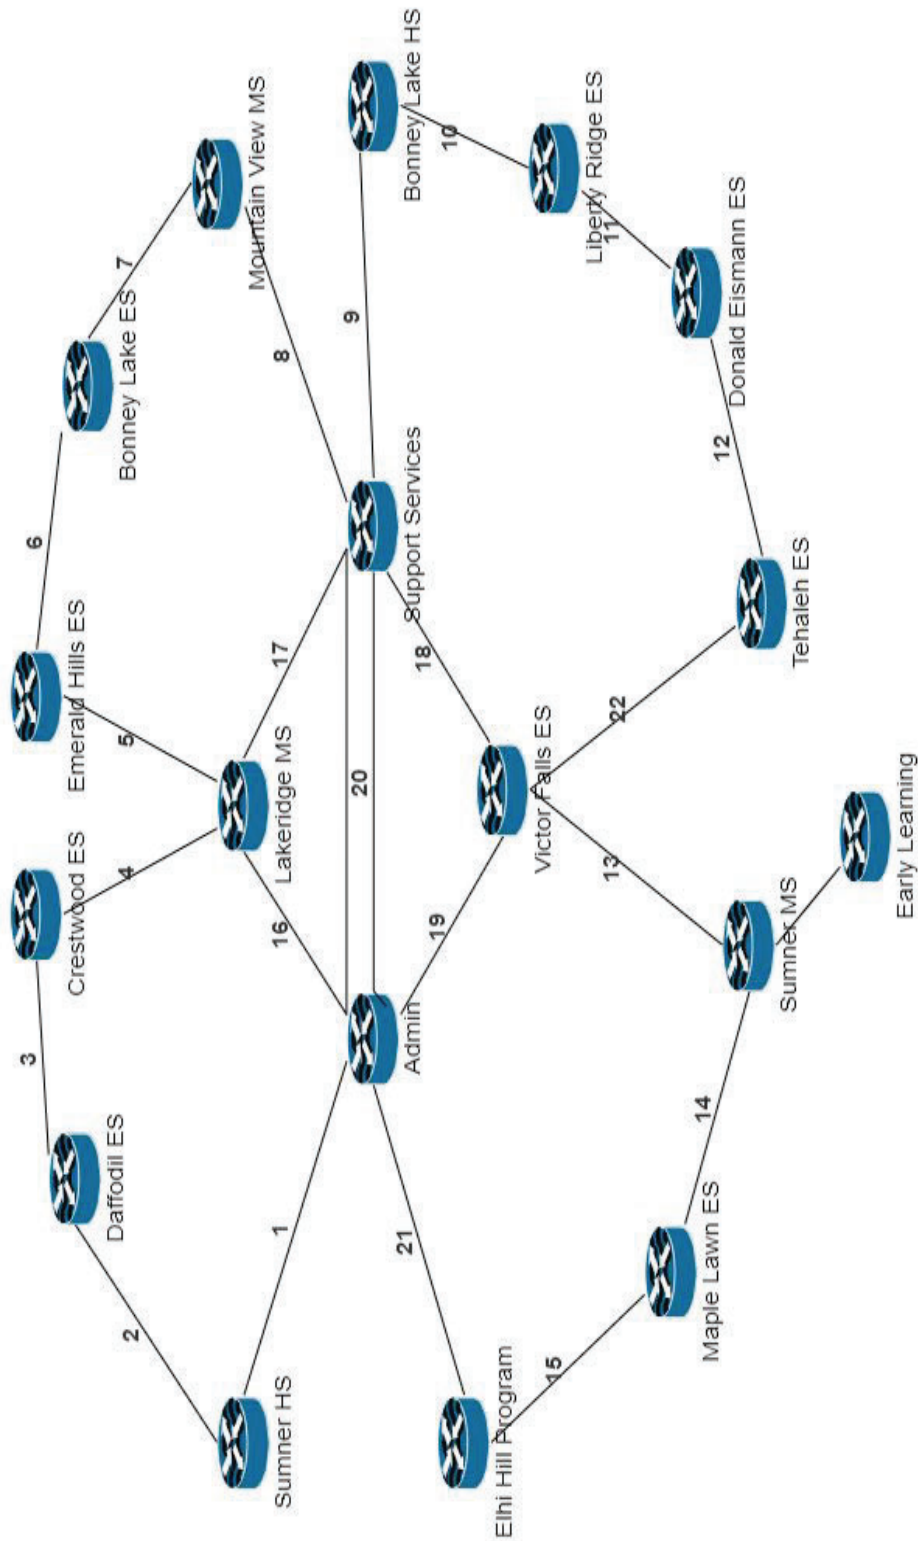 Emerald Hills ES
Crestwood ES
Daffodil ES
Bonney Lake ES
Mountain View MS
Sumner HS
Lakeridge MS
Bonney Lake HS
Support Services
Admin
Elhi Hill Program
Victor Falls ES
Liberty Ridge ES
Maple Lawn ES
Donald Eismann ES
Sumner MS
Tehaleh ES
Early Learning
1
2
3
4
5
6
7
8
9
10
11
12
13
14
15
16
17
18
19
20
21
22